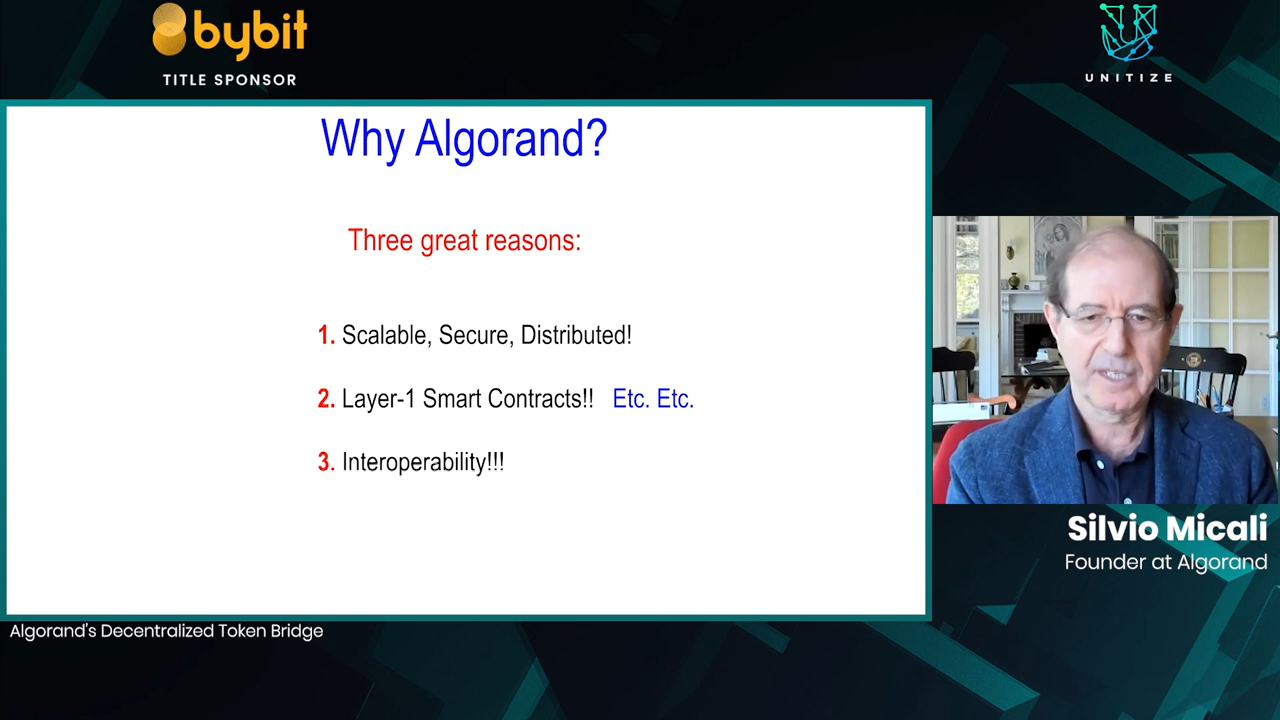 bybit
TITLE SPONSOR
UNITIZE
Why Algorand?
Three great reasons:
1. Scalable, Secure, Distributed!
2. Layer-1 Smart Contracts!! Etc. Etc.
3. Interoperability!!!
Silvio Micali
Founder at Algorand
Algorand's Decentralized Token Bridge